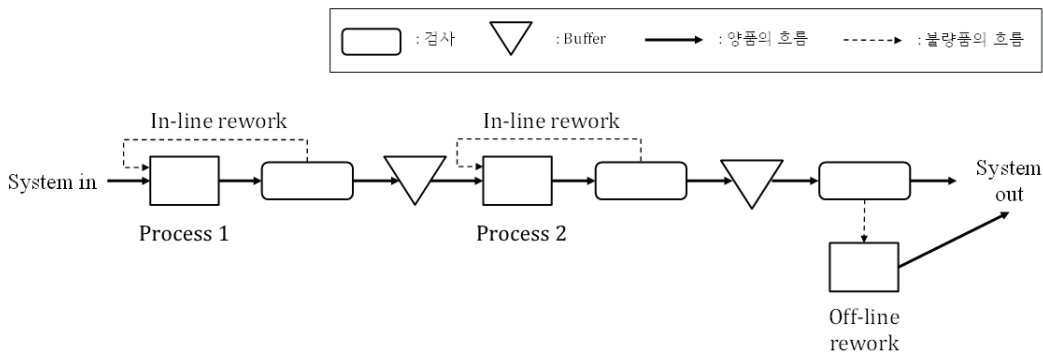 : 검사
: Buffer
: 양품의 흐름
: 불량품의 흐름
In-line rework
In-line rework
System in
System
out
Process 1
Process 2
Off-line
rework